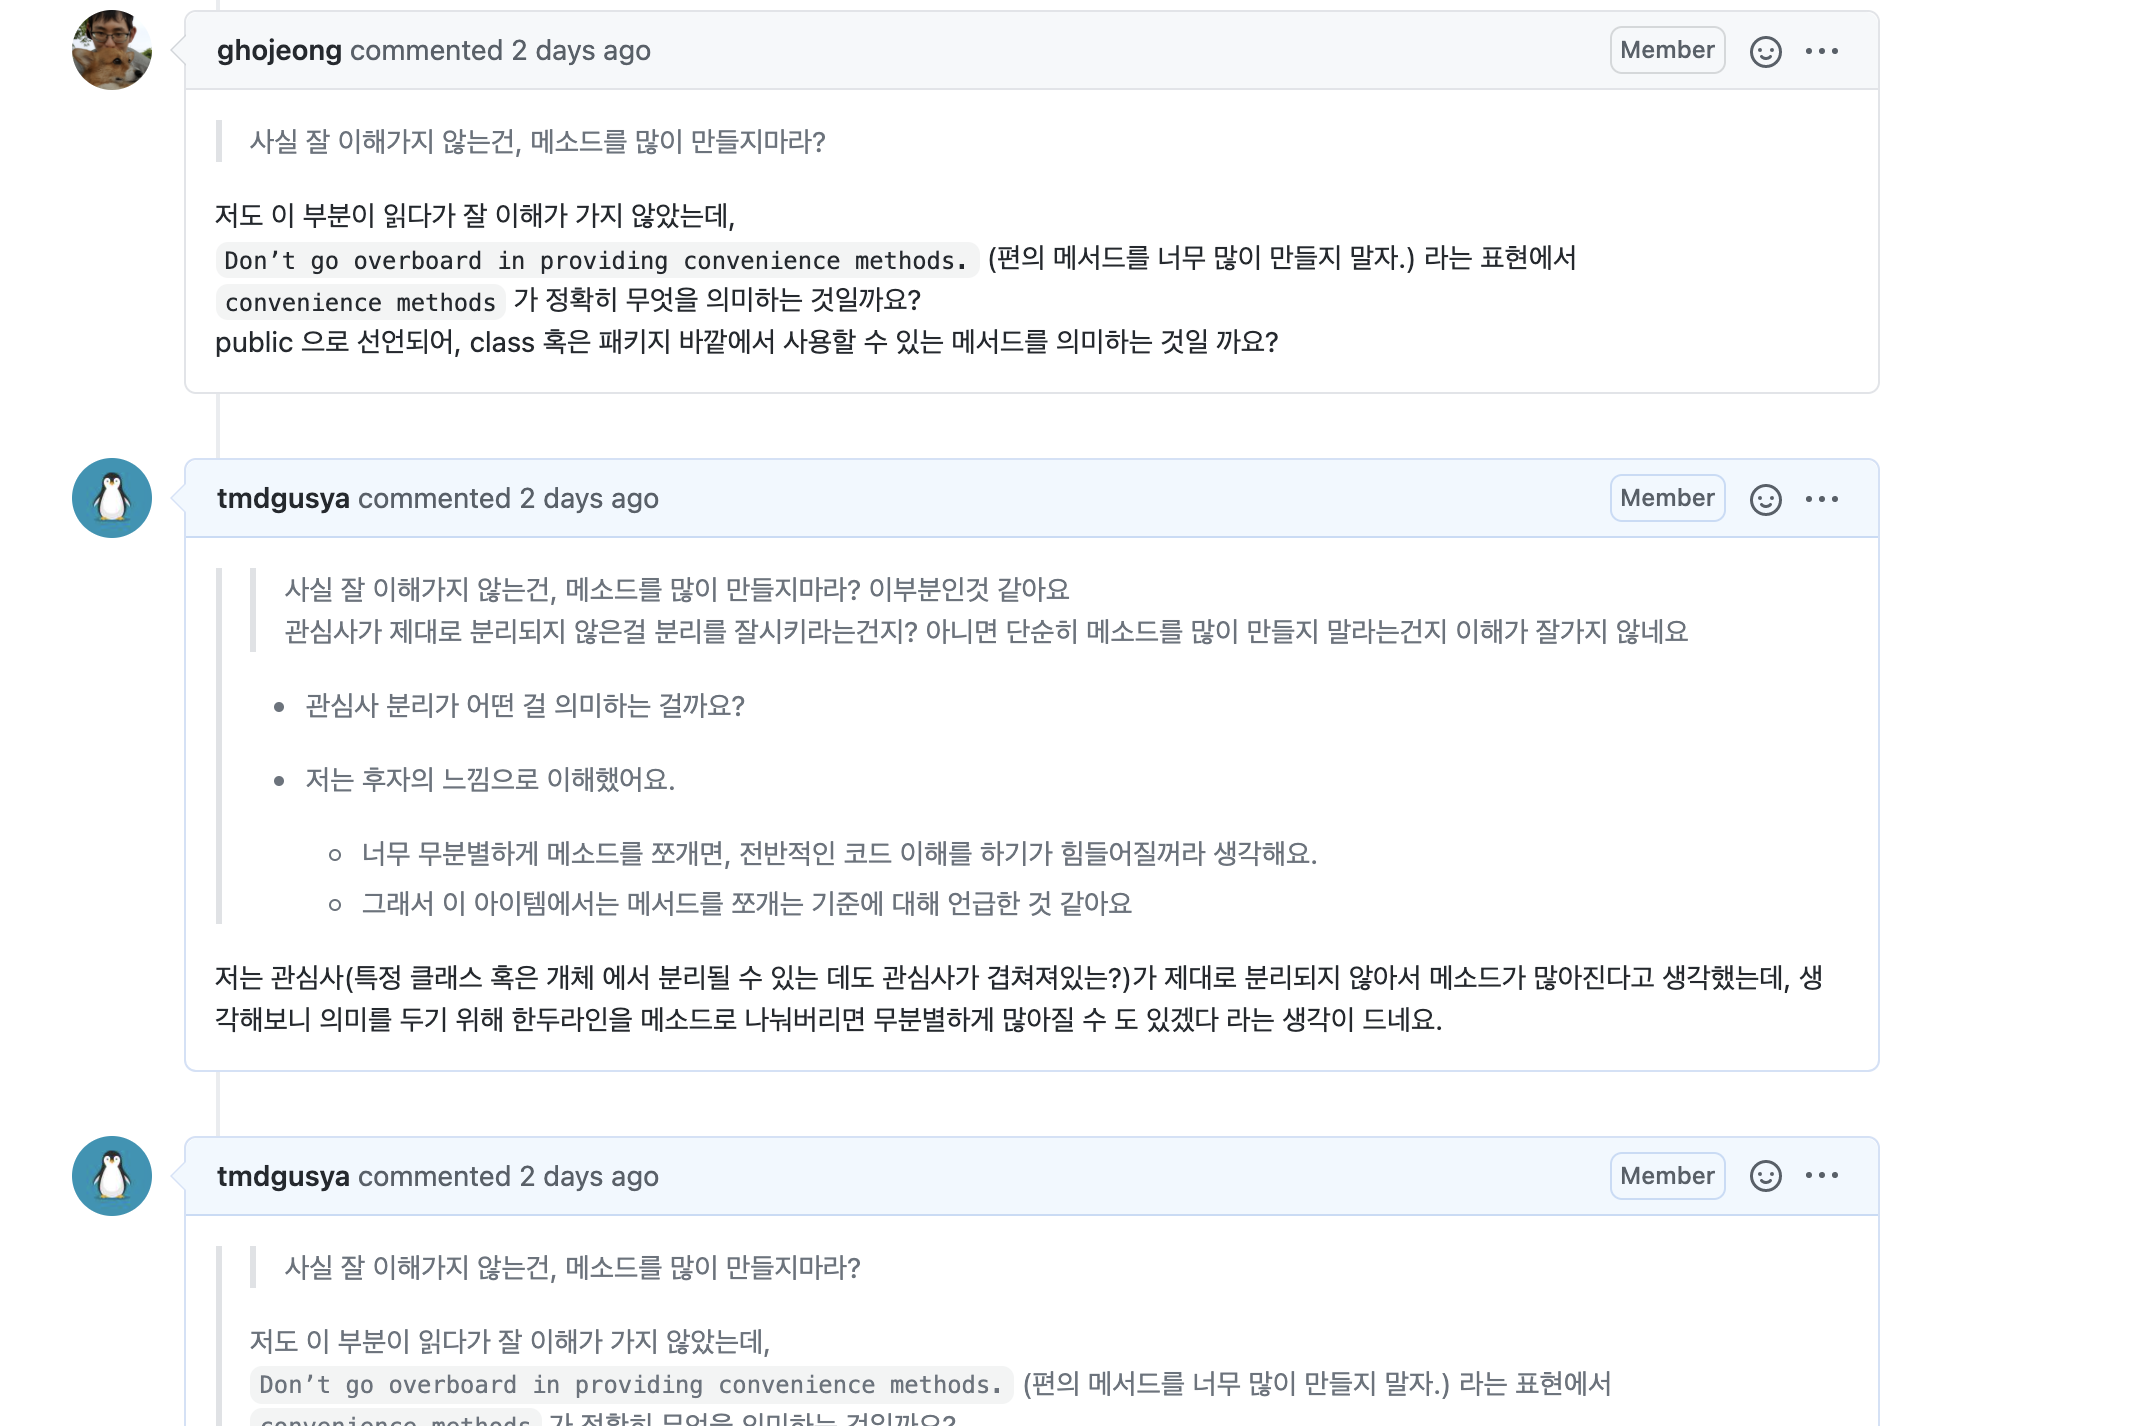 ghojeong commented 2 days ago
Member
사실 잘 이해가지 않는건, 메소드를 많이 만들지마라?
저도 이 부분이 읽다가 잘 이해가 가지 않았는데,
Don’t go overboard in providing convenience methods. (편의 메서드를 너무 많이 만들지 말자.) 라는 표현에서
convenience methods 가 정확히 무엇을 의미하는 것일까요?
public 으로 선언되어, class 혹은 패키지 바깥에서 사용할 수 있는 메서드를 의미하는 것일 까요?
tmdgusya commented 2 days ago
Member
사실 잘 이해가지 않는건, 메소드를 많이 만들지마라? 이부분인것 같아요
관심사가 제대로 분리되지 않은걸 분리를 잘시키라는건지? 아니면 단순히 메소드를 많이 만들지 말라는건지 이해가 잘가지 않네요
관심사 분리가 어떤 걸 의미하는 걸까요?
저는 후자의 느낌으로 이해했어요.
너무 무분별하게 메소드를 쪼개면, 전반적인 코드 이해를 하기가 힘들어질꺼라 생각해요.
그래서 이 아이템에서는 메서드를 쪼개는 기준에 대해 언급한 것 같아요
저는 관심사(특정 클래스 혹은 개체 에서 분리될 수 있는 데도 관심사가 겹쳐져있는?)가 제대로 분리되지 않아서 메소드가 많아진다고 생각했는데, 생
각해보니 의미를 두기 위해 한두라인을 메소드로 나눠버리면 무분별하게 많아질 수 도 있겠다 라는 생각이 드네요.
tmdgusya commented 2 days ago
Member
사실 잘 이해가지 않는건, 메소드를 많이 만들지마라?
저도 이 부분이 읽다가 잘 이해가 가지 않았는데,
Don’t go overboard in providing convenience methods. (편의 메서드를 너무 많이 만들지 말자.) 라는 표현에서
convenience methods 가 정확히 무엇을 의미하는 것일까요?